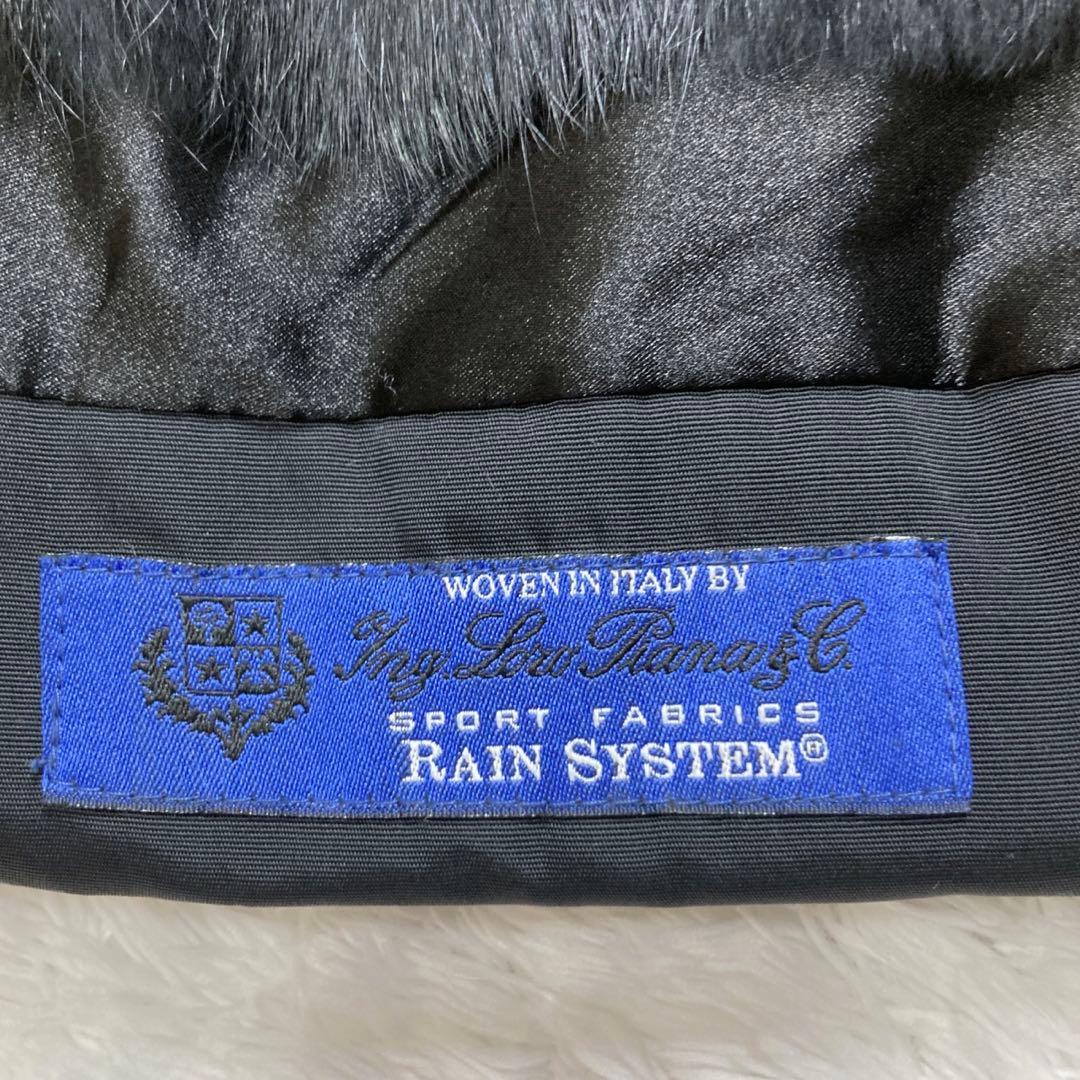 WOVEN IN ITALY BY
Ing. Loro Piana & C.
SPORT FABRICS
RAIN SYSTEM®